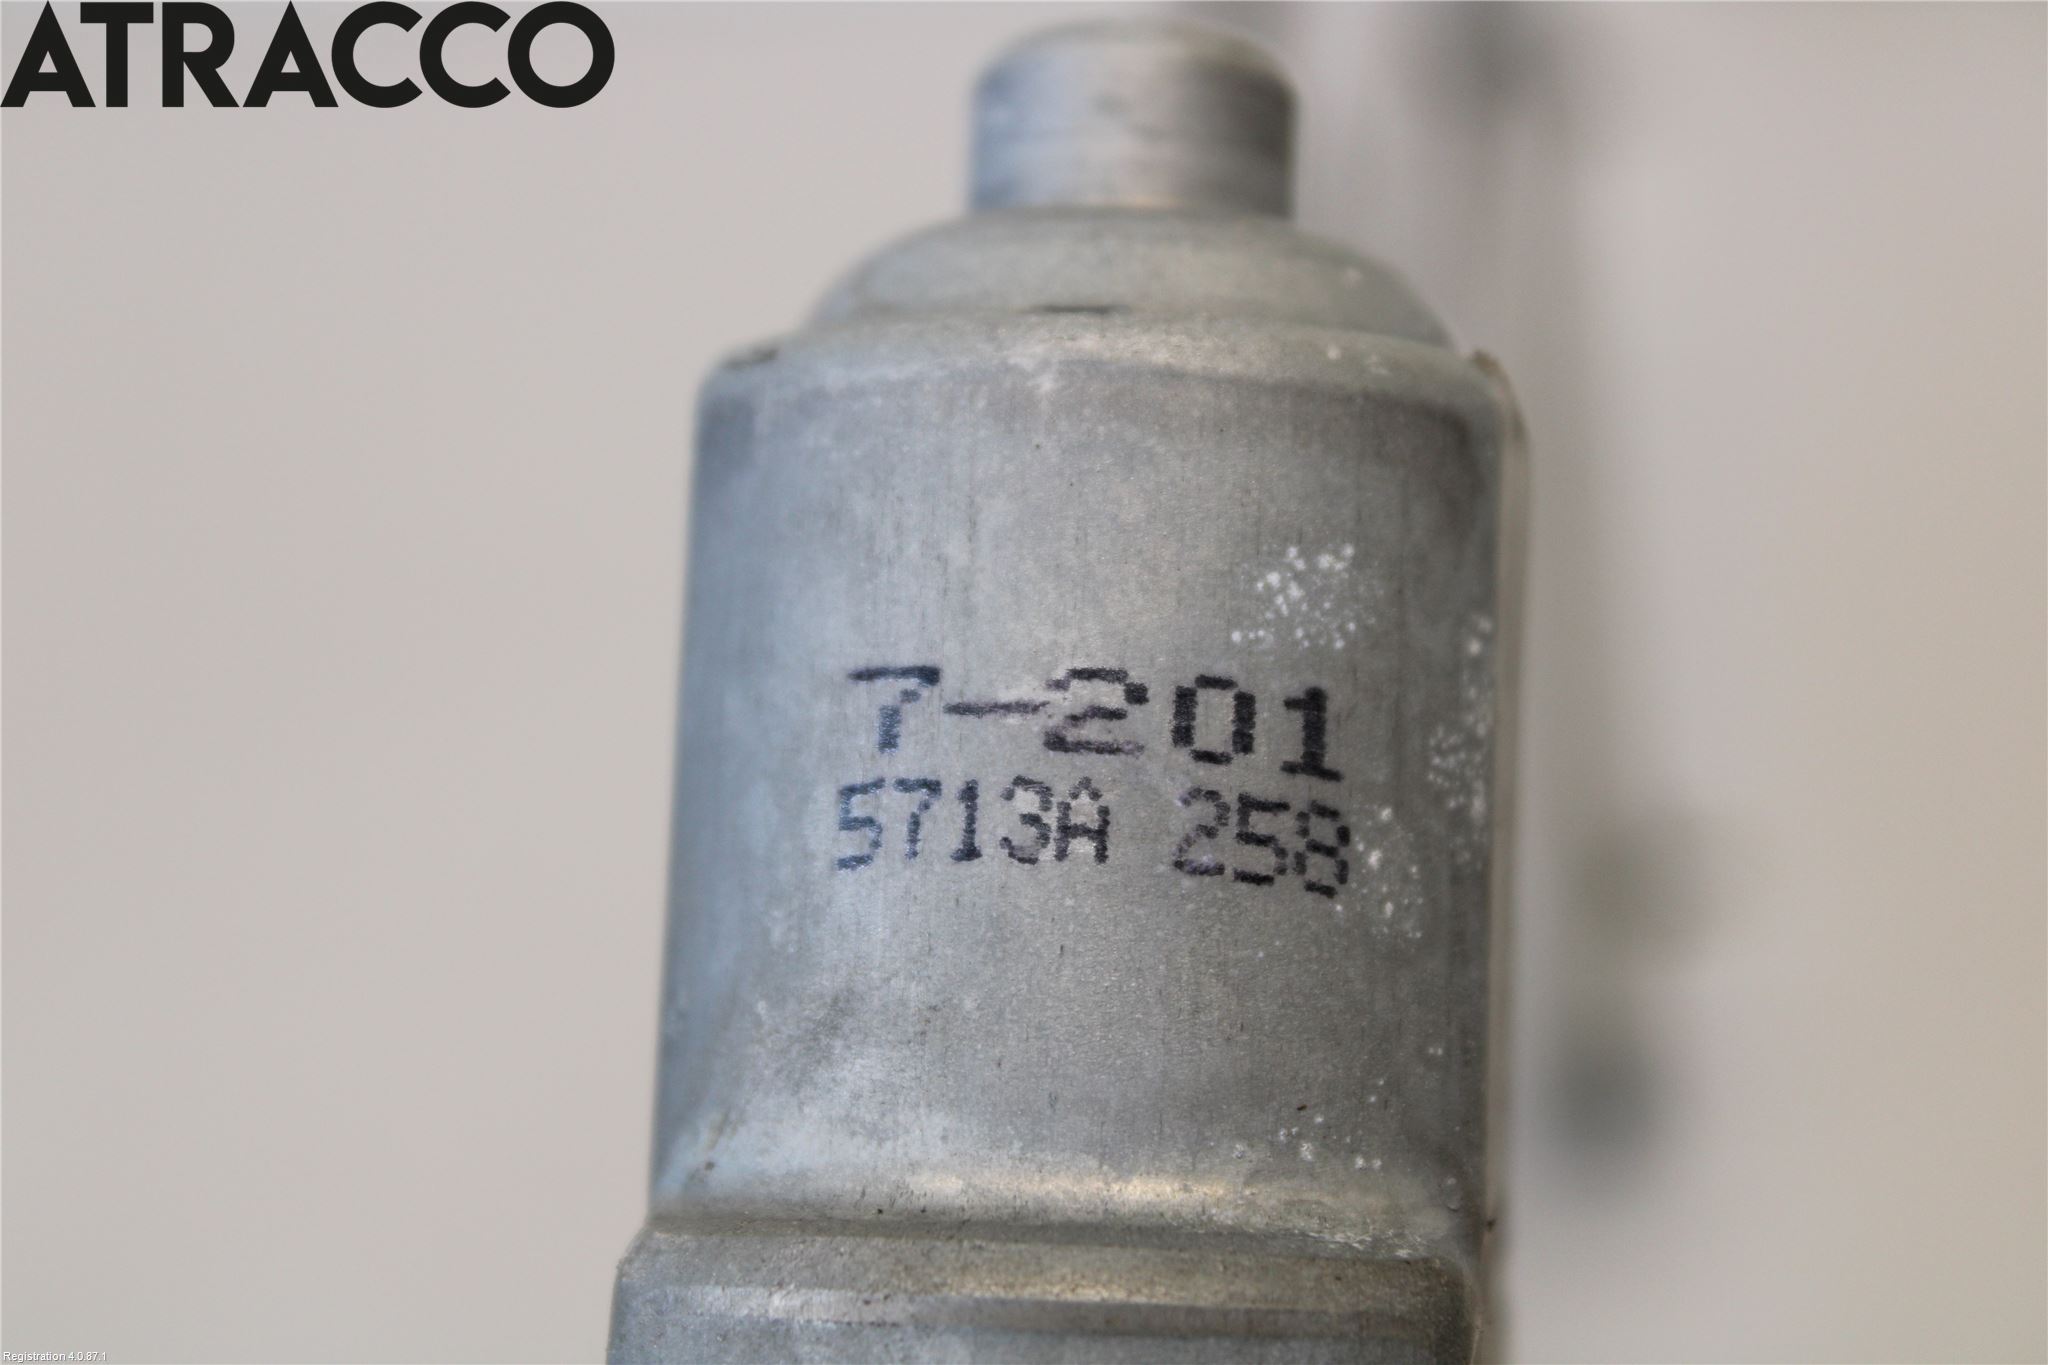 ATRACCO
7-201
5713A 258
Registration 4.0.87.1